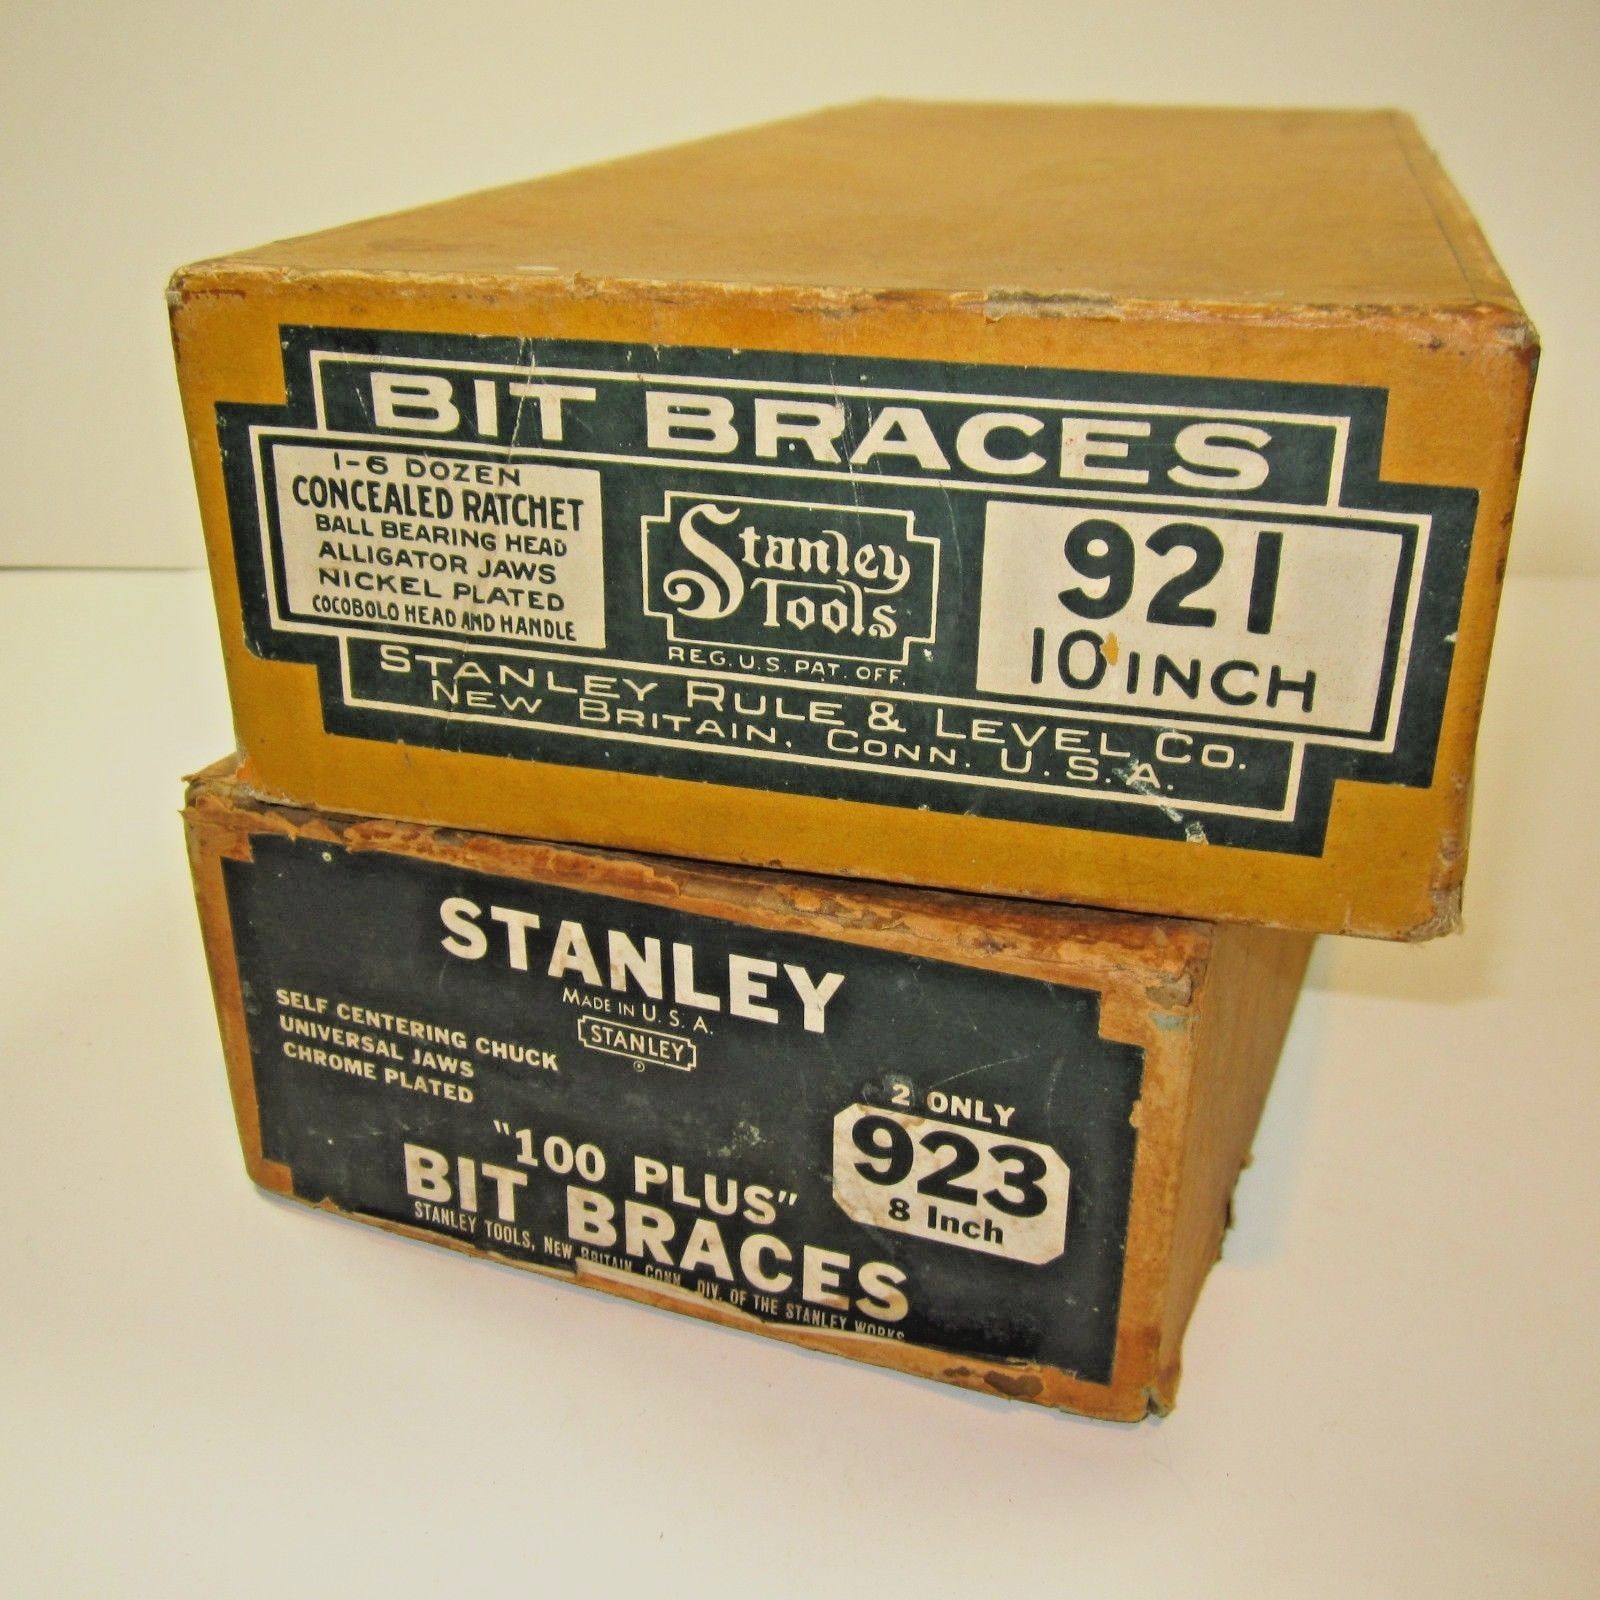 BIT BRACES
1-6 DOZEN
CONCEALED RATCHET
BALL BEARING HEAD
ALLIGATOR JAWS
NICKEL PLATED
COCOBOLO HEAD AND HANDLE
Stanley
Tools
REG. U.S. PAT. OFF.
921
10 INCH
STANLEY RULE & LEVEL CO.
NEW BRITAIN, CONN. U.S.A.
STANLEY
MADE IN U.S.A.
STANLEY
®
SELF CENTERING CHUCK
UNIVERSAL JAWS
CHROME PLATED
2 ONLY
923
8 Inch
"100 PLUS"
BIT BRACES
STANLEY TOOLS, NEW BRITAIN, CONN. DIV. OF THE STANLEY WORKS